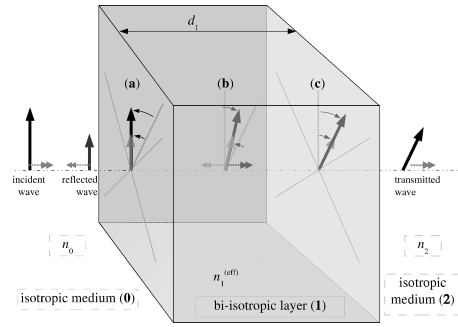 d1
(a)
(b)
(c)
incident
wave
reflected
wave
transmitted
wave
n0
n1(eff)
n2
isotropic medium (0)
bi-isotropic layer (1)
isotropic
medium (2)